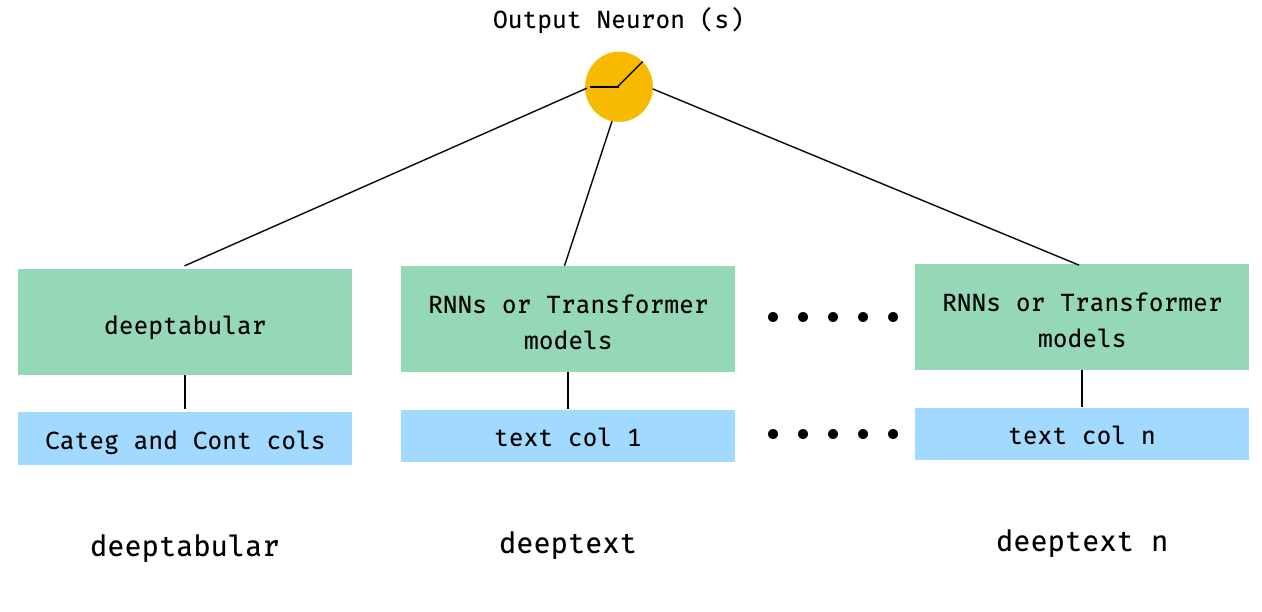 Output Neuron (s)
deeptabular
RNNs or Transformer
models
RNNs or Transformer
models
Categ and Cont cols
text col 1
text col n
deeptabular
deeptext
deeptext n